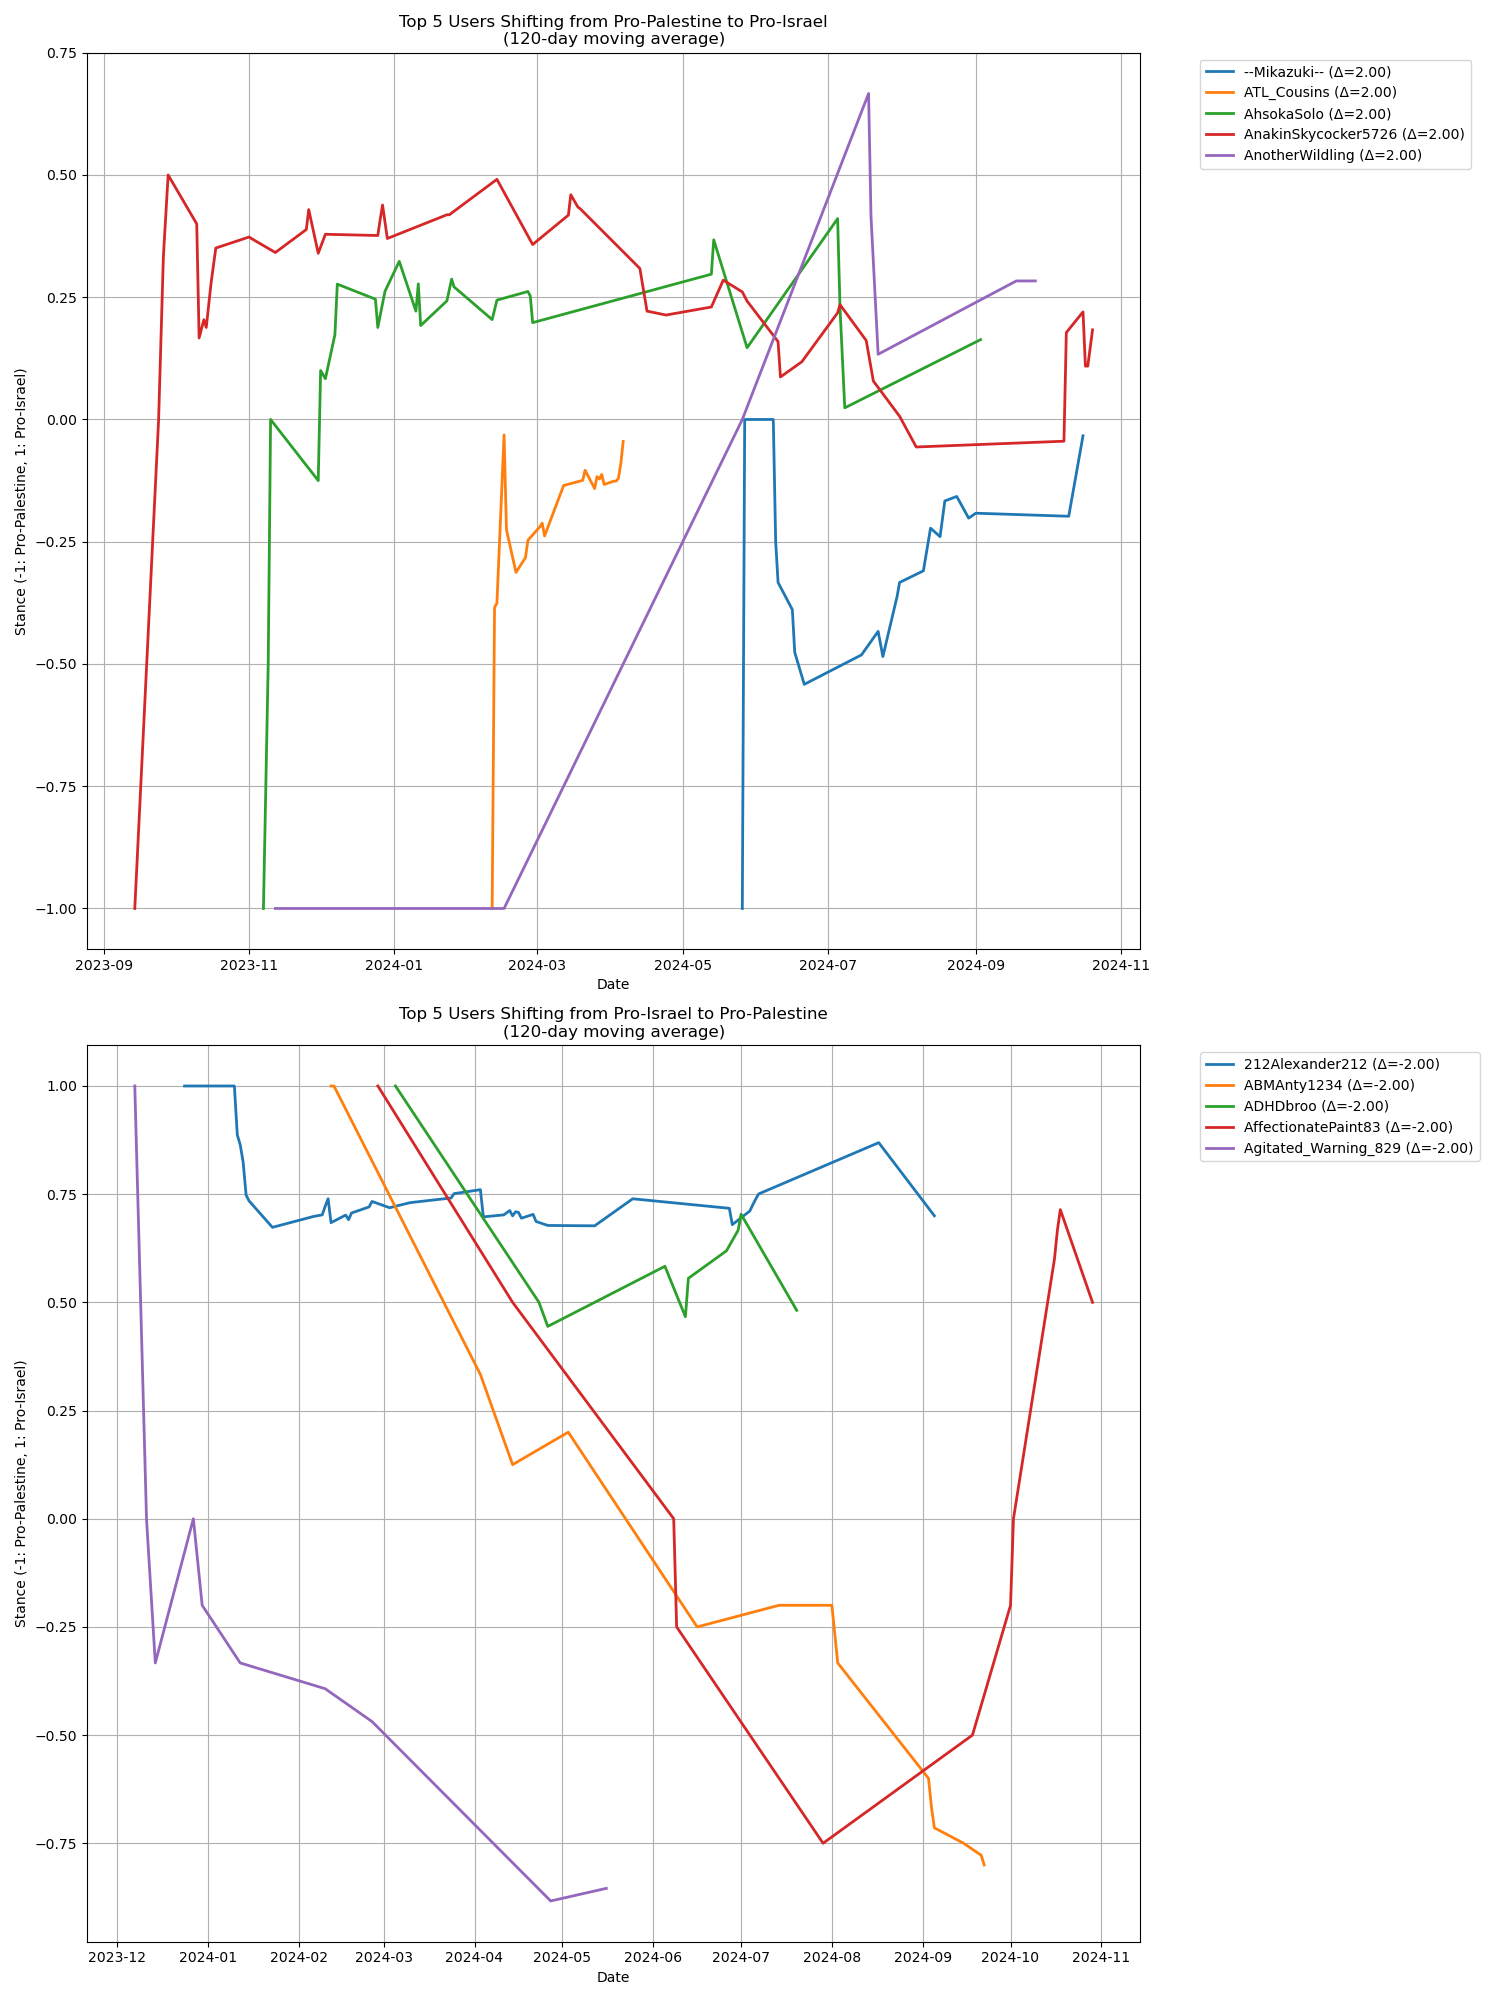 Top 5 Users Shifting from Pro-Palestine to Pro-Israel
(120-day moving average)
Stance (-1: Pro-Palestine, 1: Pro-Israel)
0.75
0.50
0.25
0.00
−0.25
−0.50
−0.75
−1.00
2023-09 2023-11 2024-01 2024-03 2024-05 2024-07 2024-09 2024-11
Date
--Mikazuki-- (Δ=2.00)
ATL_Cousins (Δ=2.00)
AhsokaSolo (Δ=2.00)
AnakinSkycocker5726 (Δ=2.00)
AnotherWildling (Δ=2.00)
Top 5 Users Shifting from Pro-Israel to Pro-Palestine
(120-day moving average)
Stance (-1: Pro-Palestine, 1: Pro-Israel)
1.00
0.75
0.50
0.25
0.00
−0.25
−0.50
−0.75
2023-12 2024-01 2024-02 2024-03 2024-04 2024-05 2024-06 2024-07 2024-08 2024-09 2024-10 2024-11
Date
212Alexander212 (Δ=-2.00)
ABMAnty1234 (Δ=-2.00)
ADHDbroo (Δ=-2.00)
AffectionatePaint83 (Δ=-2.00)
Agitated_Warning_829 (Δ=-2.00)